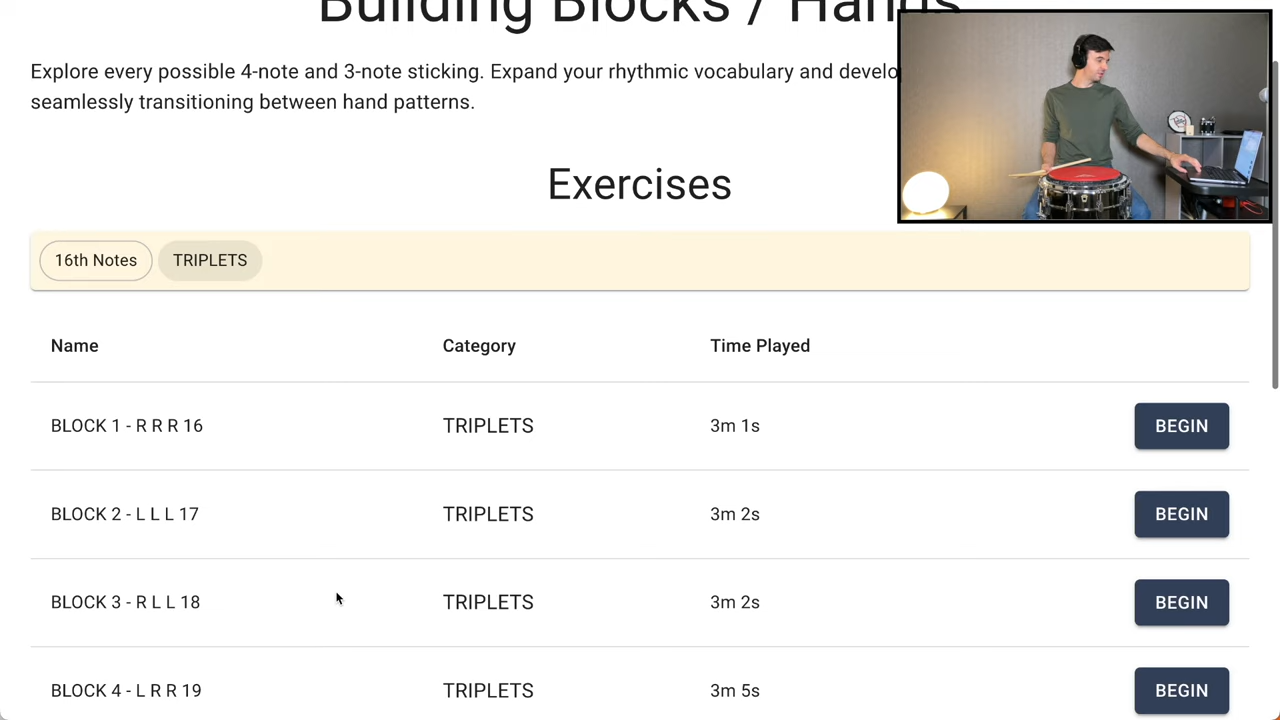 Building Blocks / Hands
Explore every possible 4-note and 3-note sticking. Expand your rhythmic vocabulary and
seamlessly transitioning between hand patterns.
Exercises
16th Notes TRIPLETS
Name Category Time Played
BLOCK 1 - R R R 16 TRIPLETS 3m 1s BEGIN
BLOCK 2 - L L L 17 TRIPLETS 3m 2s BEGIN
BLOCK 3 - R L L 18 TRIPLETS 3m 2s BEGIN
BLOCK 4 - L R R 19 TRIPLETS 3m 5s BEGIN